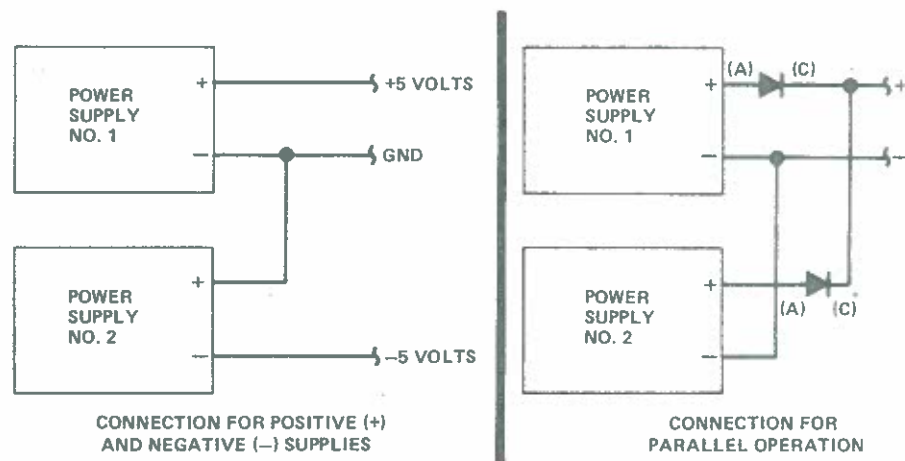 POWER
SUPPLY
NO. 1
+
−
+5 VOLTS
GND
POWER
SUPPLY
NO. 2
+
−
−5 VOLTS
CONNECTION FOR POSITIVE (+)
AND NEGATIVE (−) SUPPLIES
POWER
SUPPLY
NO. 1
+
−
(A)
(C)
+
−
POWER
SUPPLY
NO. 2
+
−
(A)
(C)
CONNECTION FOR
PARALLEL OPERATION